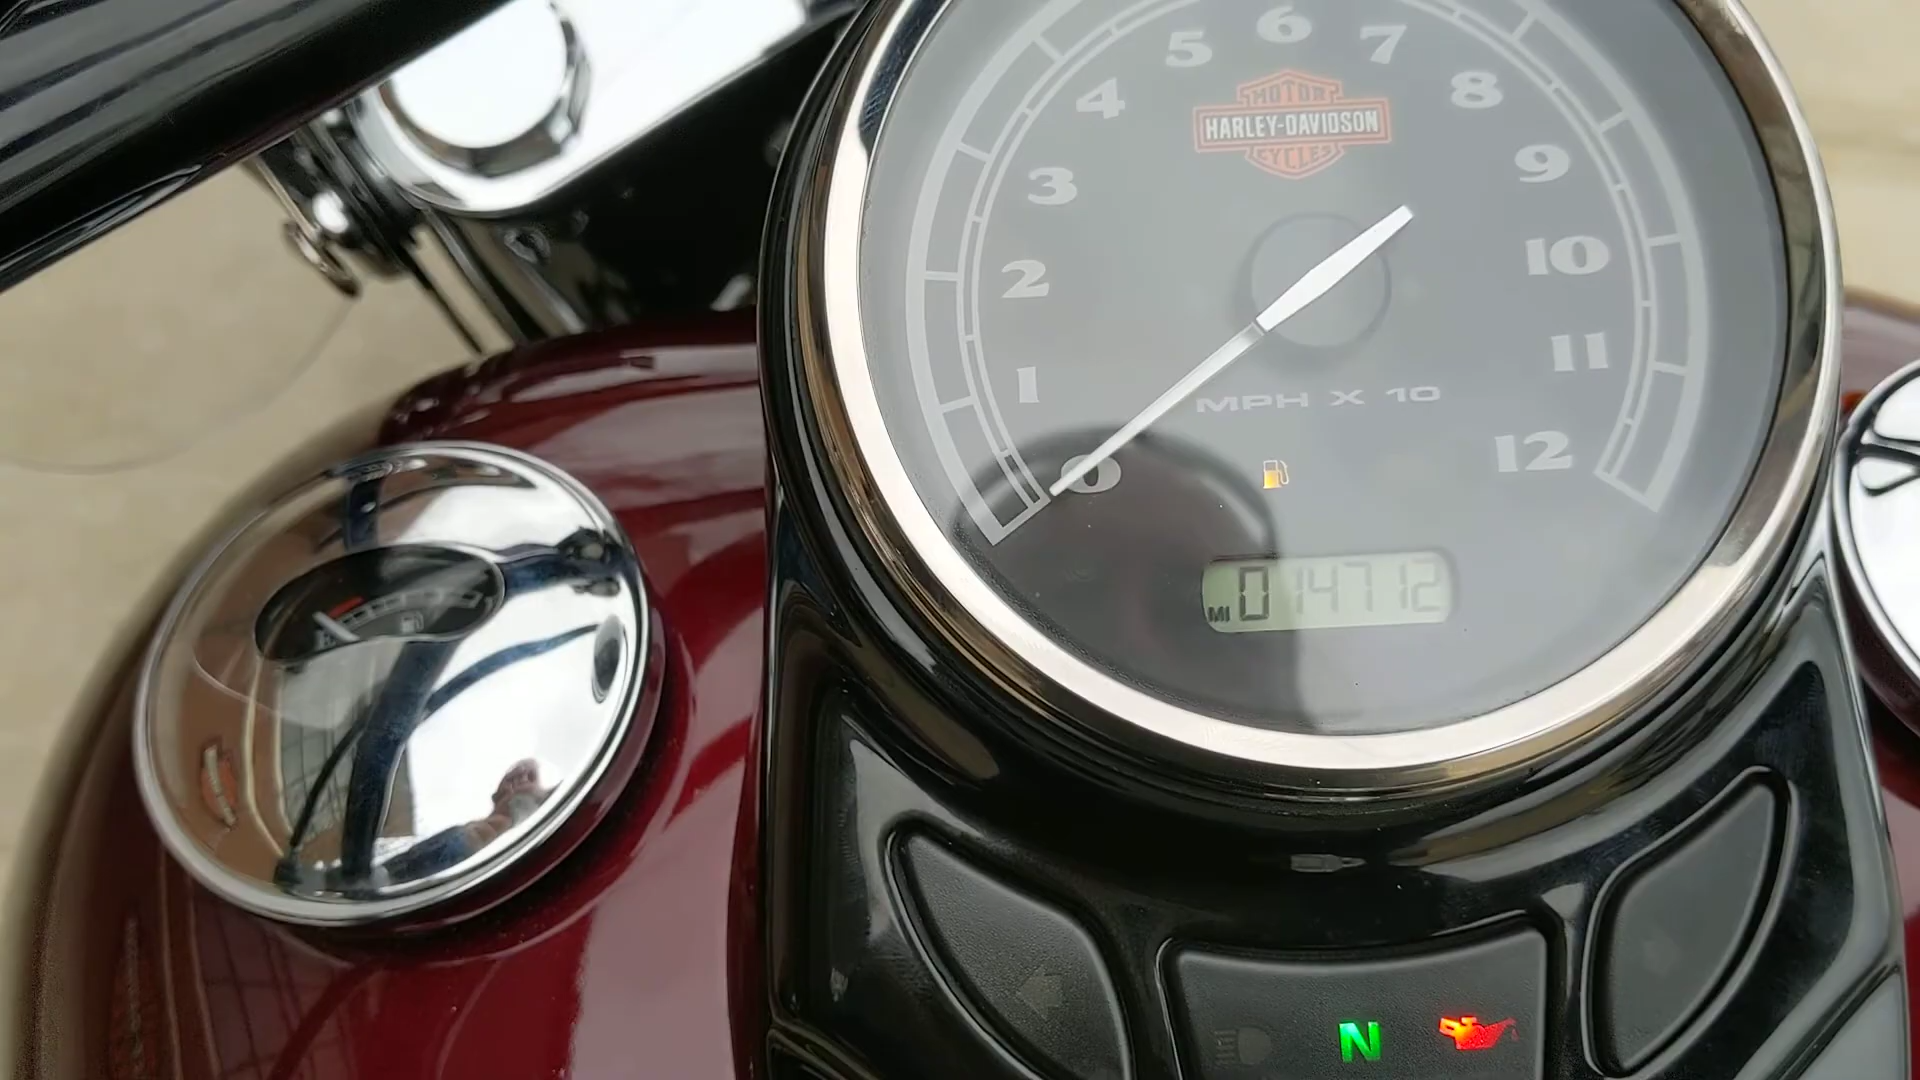 5 6 7
4 8
MOTOR
HARLEY-DAVIDSON
CYCLES
3 9
2 10
1 11
MPH X 10
0 12
MI 014712
N